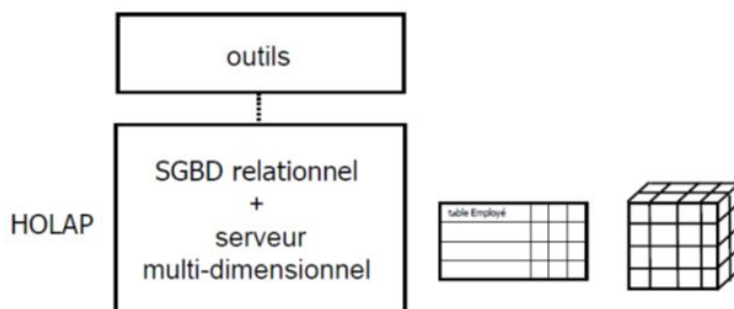 outils
SGBD relationnel
+
serveur
multi-dimensionnel
HOLAP
table Employé